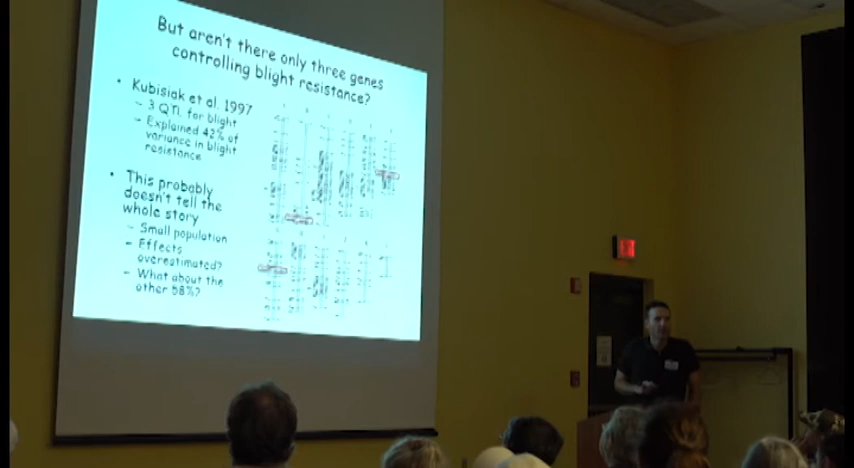 But aren't there only three genes
controlling blight resistance?
• Kubisiak et al. 1997
– 3 QTL for blight
– Explained 42% of
variance in blight
resistance
• This probably
doesn't tell the
whole story
– Small population
– Effects
overestimated?
– What about the
other 58%?